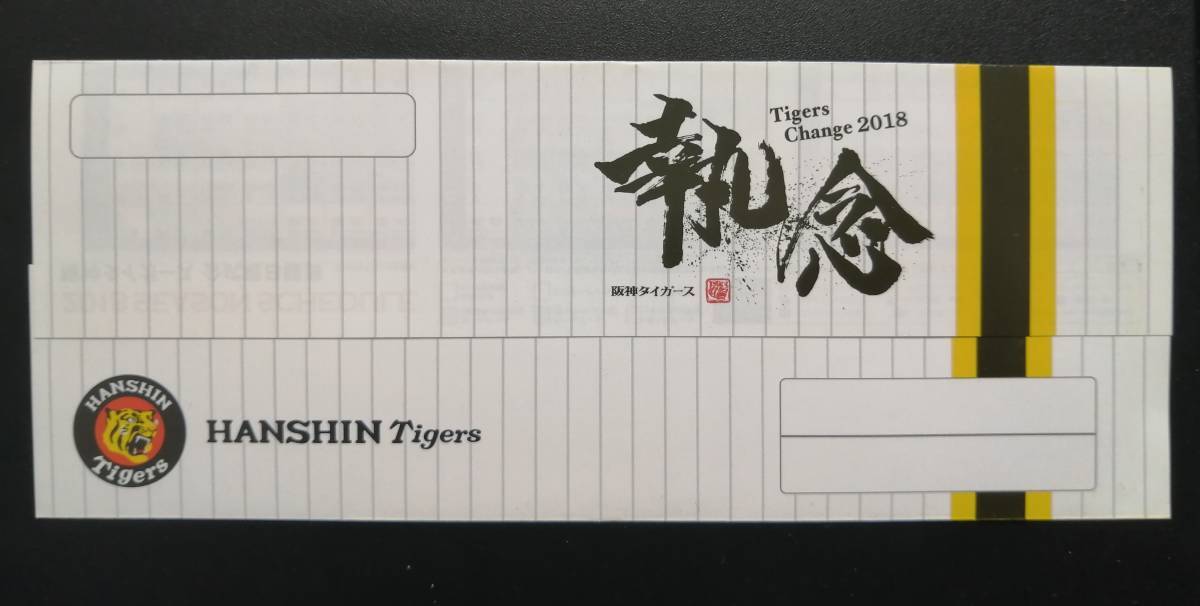 Tigers
Change 2018
執念
阪神タイガース
HANSHIN
Tigers
HANSHIN Tigers